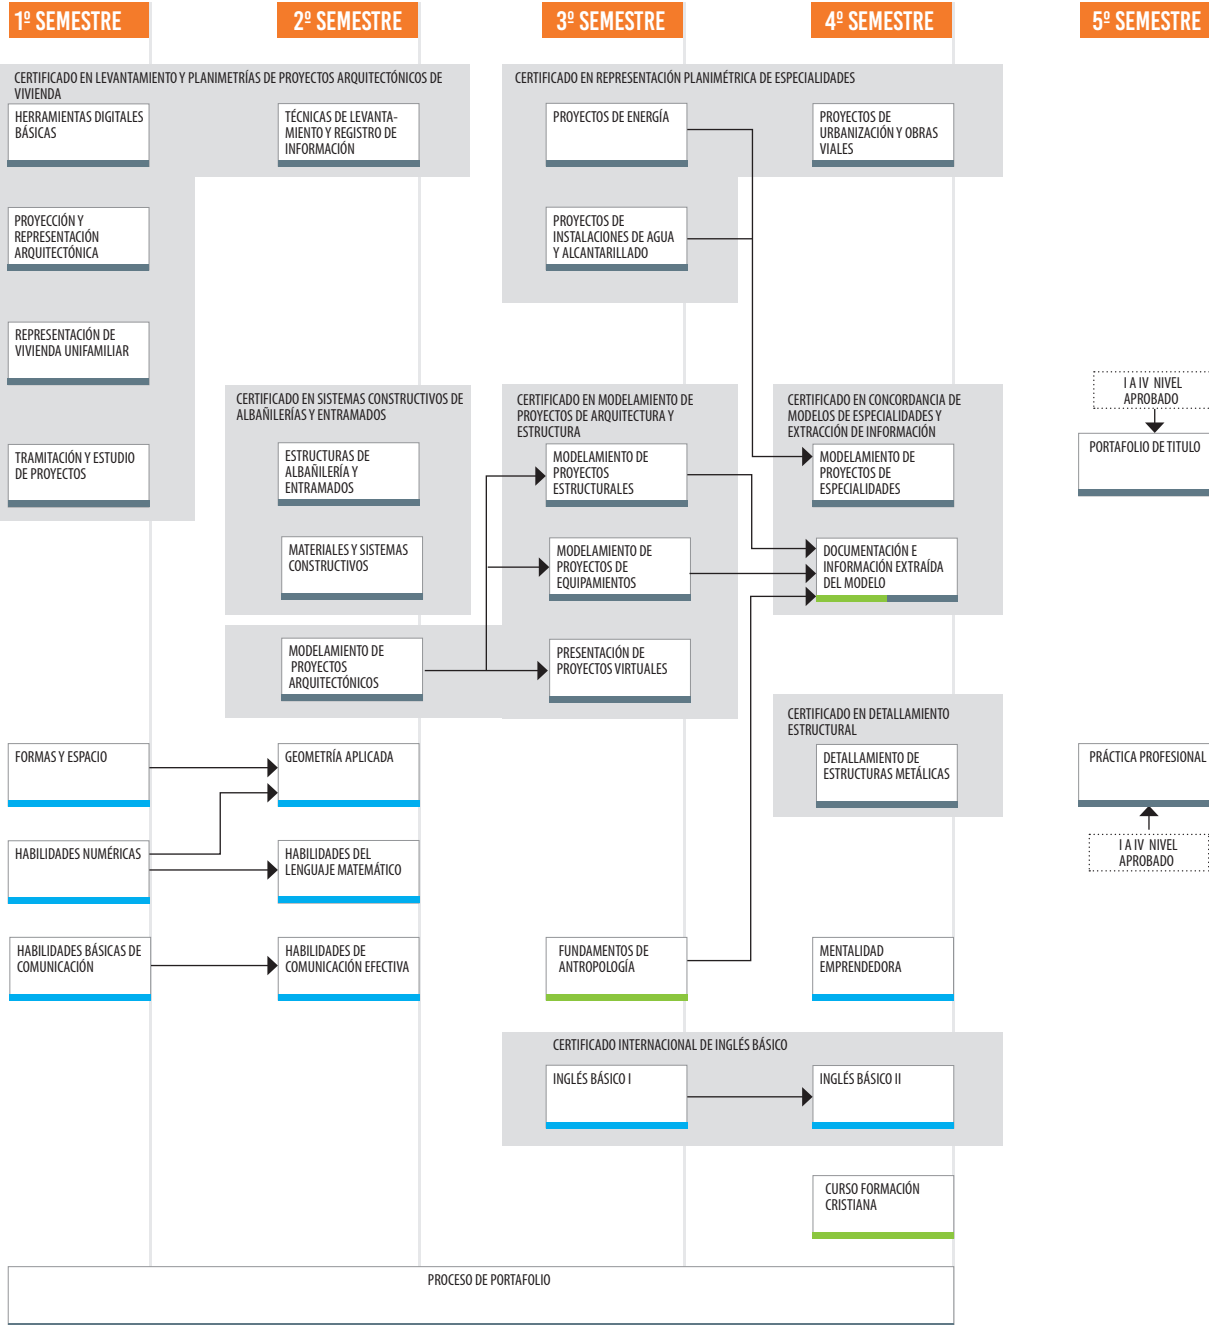 1º SEMESTRE
2º SEMESTRE
3º SEMESTRE
4º SEMESTRE
5º SEMESTRE
CERTIFICADO EN LEVANTAMIENTO Y PLANIMETRÍAS DE PROYECTOS ARQUITECTÓNICOS DE
VIVIENDA
HERRAMIENTAS DIGITALES
BÁSICAS
TÉCNICAS DE LEVANTA-
MIENTO Y REGISTRO DE
INFORMACIÓN
CERTIFICADO EN REPRESENTACIÓN PLANIMÉTRICA DE ESPECIALIDADES
PROYECTOS DE ENERGÍA
PROYECTOS DE
URBANIZACIÓN Y OBRAS
VIALES
PROYECCIÓN Y
REPRESENTACIÓN
ARQUITECTÓNICA
PROYECTOS DE
INSTALACIONES DE AGUA
Y ALCANTARILLADO
REPRESENTACIÓN DE
VIVIENDA UNIFAMILIAR
TRAMITACIÓN Y ESTUDIO
DE PROYECTOS
CERTIFICADO EN SISTEMAS CONSTRUCTIVOS DE
ALBAÑILERÍAS Y ENTRAMADOS
ESTRUCTURAS DE
ALBAÑILERÍA Y
ENTRAMADOS
MATERIALES Y SISTEMAS
CONSTRUCTIVOS
MODELAMIENTO DE
PROYECTOS
ARQUITECTÓNICOS
CERTIFICADO EN MODELAMIENTO DE
PROYECTOS DE ARQUITECTURA Y
ESTRUCTURA
MODELAMIENTO DE
PROYECTOS
ESTRUCTURALES
MODELAMIENTO DE
PROYECTOS DE
EQUIPAMIENTOS
PRESENTACIÓN DE
PROYECTOS VIRTUALES
CERTIFICADO EN CONCORDANCIA DE
MODELOS DE ESPECIALIDADES Y
EXTRACCIÓN DE INFORMACIÓN
MODELAMIENTO DE
PROYECTOS DE
ESPECIALIDADES
DOCUMENTACIÓN E
INFORMACIÓN EXTRAÍDA
DEL MODELO
I A IV NIVEL
APROBADO
PORTAFOLIO DE TITULO
CERTIFICADO EN DETALLAMIENTO
ESTRUCTURAL
DETALLAMIENTO DE
ESTRUCTURAS METÁLICAS
PRÁCTICA PROFESIONAL
I A IV NIVEL
APROBADO
FORMAS Y ESPACIO
GEOMETRÍA APLICADA
HABILIDADES NUMÉRICAS
HABILIDADES DEL
LENGUAJE MATEMÁTICO
HABILIDADES BÁSICAS DE
COMUNICACIÓN
HABILIDADES DE
COMUNICACIÓN EFECTIVA
FUNDAMENTOS DE
ANTROPOLOGÍA
MENTALIDAD
EMPRENDEDORA
CERTIFICADO INTERNACIONAL DE INGLÉS BÁSICO
INGLÉS BÁSICO I
INGLÉS BÁSICO II
CURSO FORMACIÓN
CRISTIANA
PROCESO DE PORTAFOLIO